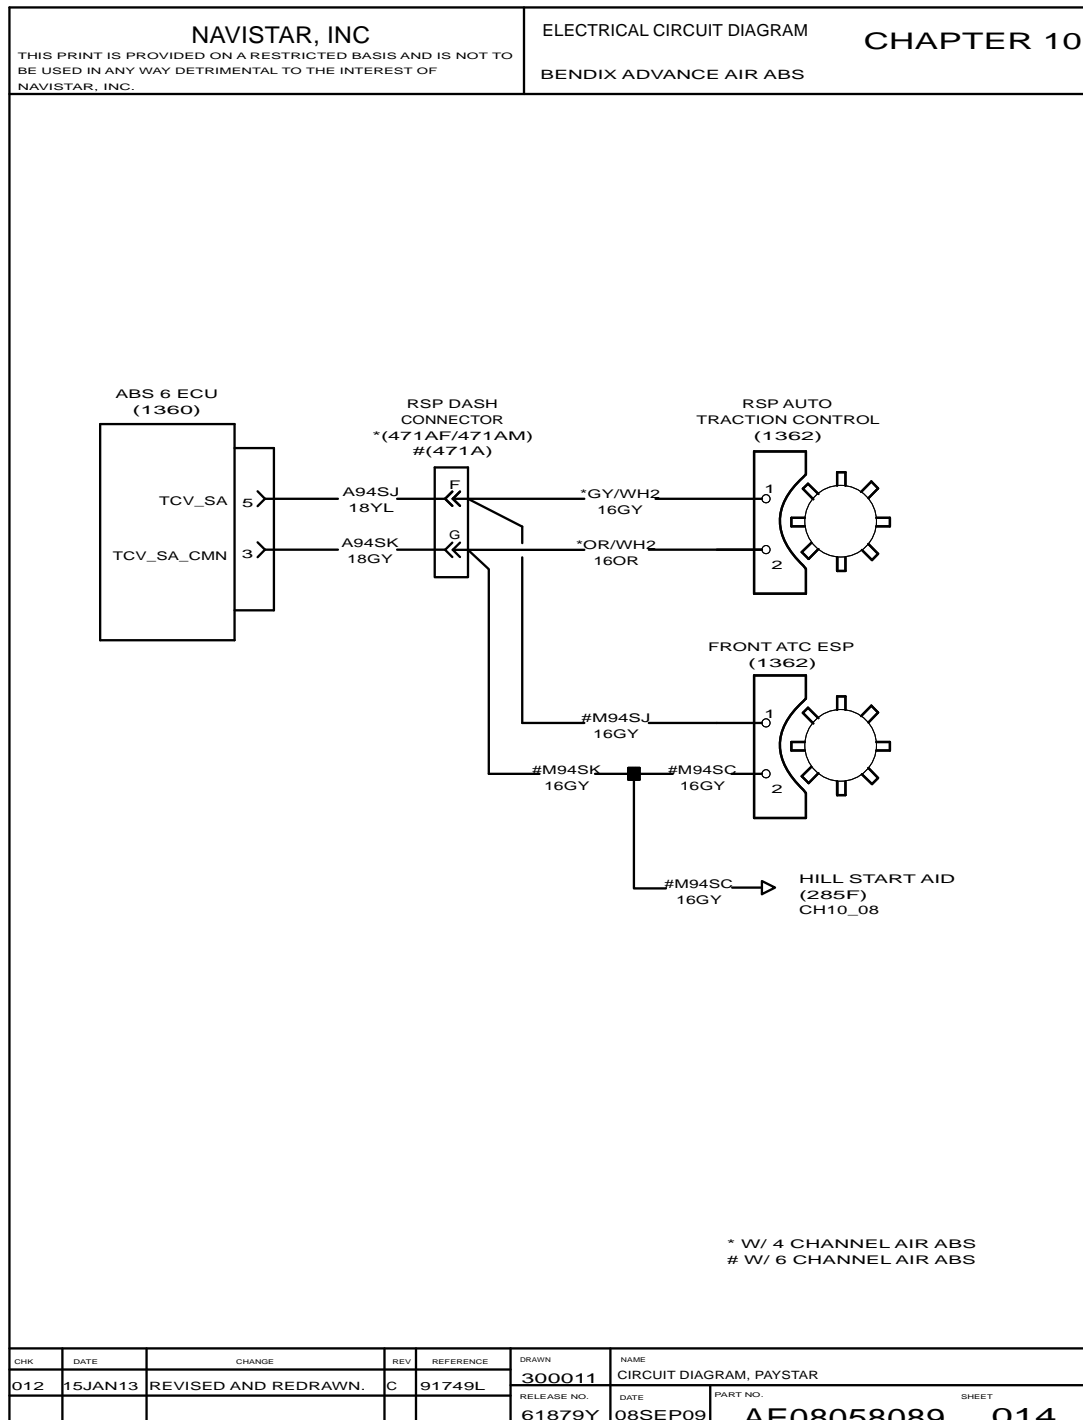 NAVISTAR, INC
THIS PRINT IS PROVIDED ON A RESTRICTED BASIS AND IS NOT TO
BE USED IN ANY WAY DETRIMENTAL TO THE INTEREST OF
NAVISTAR, INC.
ELECTRICAL CIRCUIT DIAGRAM
BENDIX ADVANCE AIR ABS
CHAPTER 10
ABS 6 ECU
(1360)
TCV_SA
5
TCV_SA_CMN
3
A94SJ
18YL
A94SK
18GY
RSP DASH
CONNECTOR
*(471AF/471AM)
#(471A)
F
G
*GY/WH2
16GY
*OR/WH2
16OR
RSP AUTO
TRACTION CONTROL
(1362)
1
2
FRONT ATC ESP
(1362)
1
2
#M94SJ
16GY
#M94SK
16GY
#M94SC
16GY
#M94SC
16GY
HILL START AID
(285F)
CH10_08
* W/ 4 CHANNEL AIR ABS
# W/ 6 CHANNEL AIR ABS
CHK DATE CHANGE REV REFERENCE
012 15JAN13 REVISED AND REDRAWN. C 91749L
DRAWN
300011
NAME
CIRCUIT DIAGRAM, PAYSTAR
RELEASE NO.
61879Y
DATE
08SEP09
PART NO.
AE08058089
SHEET
014